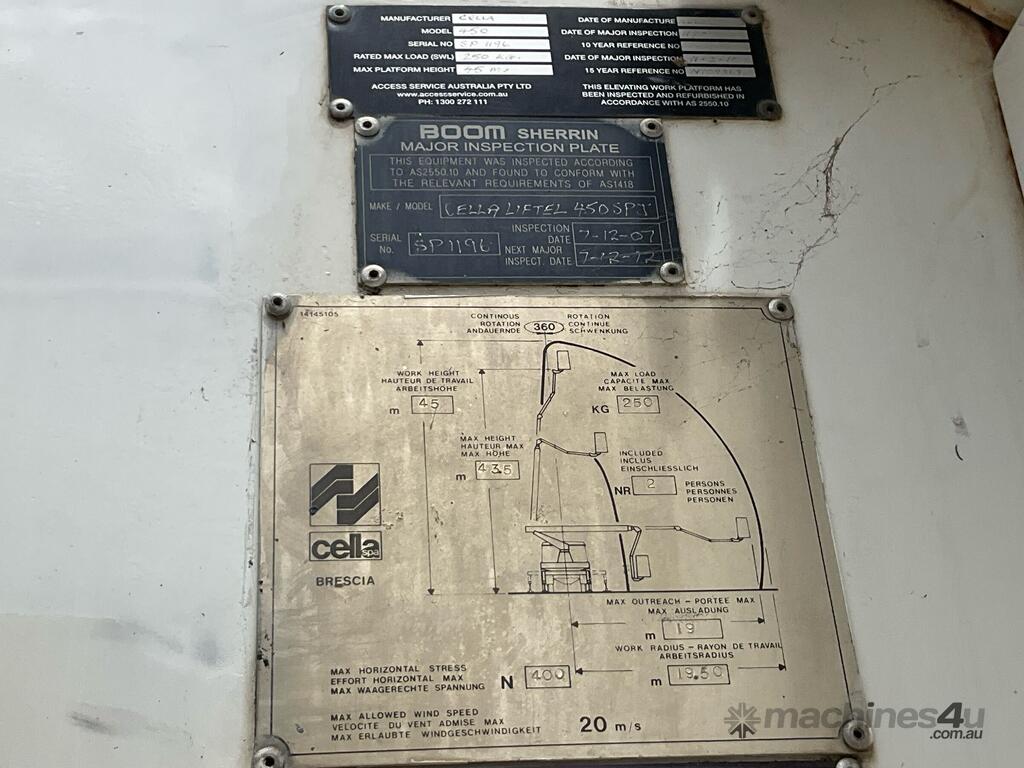 MANUFACTURER CELLA
MODEL 450
SERIAL NO SP 1196
RATED MAX LOAD (SWL) 250
MAX PLATFORM HEIGHT 45
ACCESS SERVICE AUSTRALIA PTY LTD
www.accessservice.com.au
PH: 1300 272 111
DATE OF MANUFACTURE
DATE OF MAJOR INSPECTION
10 YEAR REFERENCE NO
DATE OF MAJOR INSPECTION
15 YEAR REFERENCE NO
THIS ELEVATING WORK PLATFORM HAS
BEEN INSPECTED AND REFURBISHED IN
ACCORDANCE WITH AS 2550.10
BOOM SHERRIN
MAJOR INSPECTION PLATE
THIS EQUIPMENT WAS INSPECTED ACCORDING
TO AS2550.10 AND FOUND TO CONFORM WITH
THE RELEVANT REQUIREMENTS OF AS1418
MAKE / MODEL CELLA LIFTEL 450SPJ
SERIAL No. SP1196
INSPECTION DATE 7-12-07
NEXT MAJOR INSPECT. DATE 7-12-12
14145105
CONTINOUS ROTATION ANDAUERNDE
360
ROTATION CONTINUE SCHWENKUNG
WORK HEIGHT
HAUTEUR DE TRAVAIL
ARBEITSHÖHE
m 45
MAX LOAD
CAPACITE MAX
MAX BELASTUNG
KG 250
MAX HEIGHT
HAUTEUR MAX
MAX HÖHE
m 43.5
INCLUDED
INCLUS
EINSCHLIESSLICH
NR 2
PERSONS
PERSONNES
PERSONEN
cella spa
BRESCIA
MAX OUTREACH – PORTEE MAX
MAX AUSLADUNG
m 19
WORK RADIUS – RAYON DE TRAVAIL
ARBEITSRADIUS
m 19.50
MAX HORIZONTAL STRESS
EFFORT HORIZONTAL MAX
MAX WAAGERECHTE SPANNUNG
N 400
MAX ALLOWED WIND SPEED
VELOCITE DU VENT ADMISE MAX
MAX ERLAUBTE WINDGESCHWINDIGKEIT
20 m/s
machines4u
.com.au